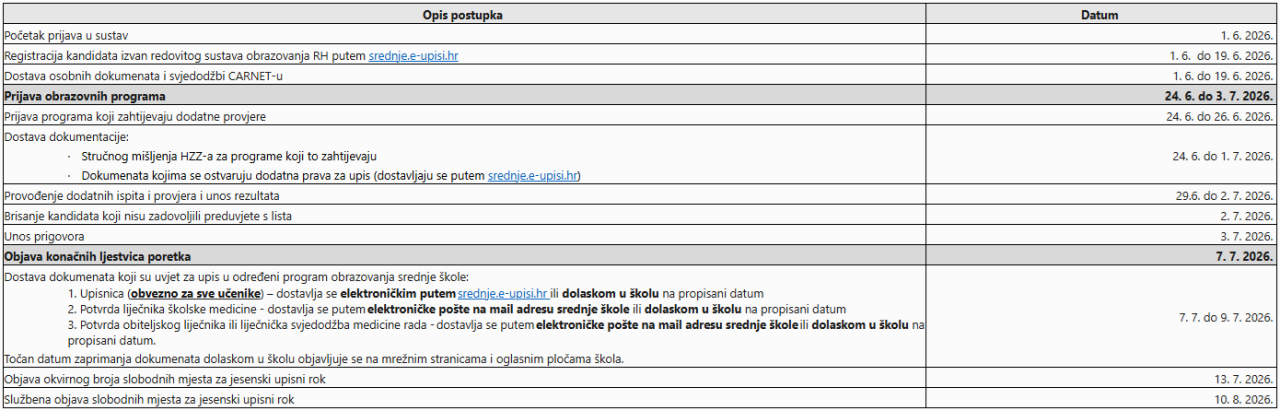 Opis postupka Datum
Početak prijava u sustav 1. 6. 2026.
Registracija kandidata izvan redovitog sustava obrazovanja RH putem srednje.e-upisi.hr 1. 6. do 19. 6. 2026.
Dostava osobnih dokumenata i svjedodžbi CARNET-u 1. 6. do 19. 6. 2026.
Prijava obrazovnih programa 24. 6. do 3. 7. 2026.
Prijava programa koji zahtijevaju dodatne provjere 24. 6. do 26. 6. 2026.
Dostava dokumentacije:
· Stručnog mišljenja HZZ-a za programe koji to zahtijevaju 24. 6. do 1. 7. 2026.
· Dokumenata kojima se ostvaruju dodatna prava za upis (dostavljaju se putem srednje.e-upisi.hr)
Provođenje dodatnih ispita i provjera i unos rezultata 29.6. do 2. 7. 2026.
Brisanje kandidata koji nisu zadovoljili preduvjete s lista 2. 7. 2026.
Unos prigovora 3. 7. 2026.
Objava konačnih ljestvica poretka 7. 7. 2026.
Dostava dokumenata koji su uvjet za upis u određeni program obrazovanja srednje škole:
1. Upisnica (obvezno za sve učenike) – dostavlja se elektroničkim putem srednje.e-upisi.hr ili dolaskom u školu na propisani datum
2. Potvrda liječnika školske medicine - dostavlja se putem elektroničke pošte na mail adresu srednje škole ili dolaskom u školu na propisani datum
3. Potvrda obiteljskog liječnika ili liječnička svjedodžba medicine rada - dostavlja se putem elektroničke pošte na mail adresu srednje škole ili dolaskom u školu na 7. 7. do 9. 7. 2026.
propisani datum.
Točan datum zaprimanja dokumenata dolaskom u školu objavljuje se na mrežnim stranicama i oglasnim pločama škola.
Objava okvirnog broja slobodnih mjesta za jesenski upisni rok 13. 7. 2026.
Službena objava slobodnih mjesta za jesenski upisni rok 10. 8. 2026.